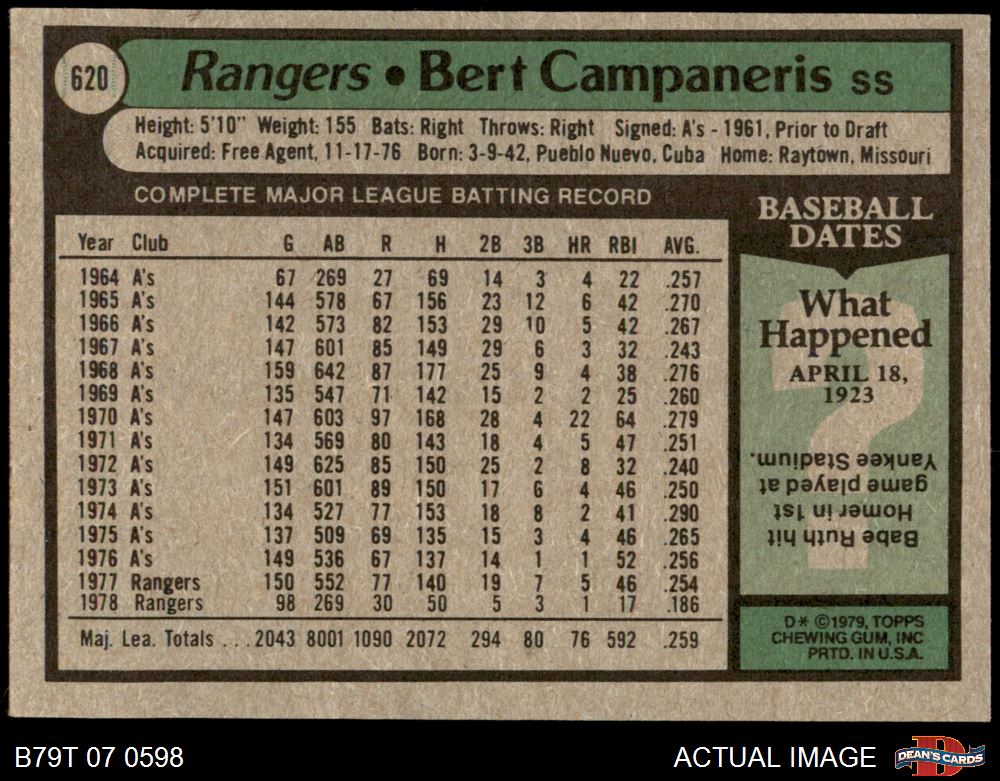 620
Rangers • Bert Campaneris SS
Height: 5'10" Weight: 155 Bats: Right Throws: Right Signed: A's - 1961, Prior to Draft
Acquired: Free Agent, 11-17-76 Born: 3-9-42, Pueblo Nuevo, Cuba Home: Raytown, Missouri
COMPLETE MAJOR LEAGUE BATTING RECORD
Year Club G AB R H 2B 3B HR RBI AVG.
1964 A's 67 269 27 69 14 3 4 22 .257
1965 A's 144 578 67 156 23 12 6 42 .270
1966 A's 142 573 82 153 29 10 5 42 .267
1967 A's 147 601 85 149 29 6 3 32 .243
1968 A's 159 642 87 177 25 9 4 38 .276
1969 A's 135 547 71 142 15 2 2 25 .260
1970 A's 147 603 97 168 28 4 22 64 .279
1971 A's 134 569 80 143 18 4 5 47 .251
1972 A's 149 625 85 150 25 2 8 32 .240
1973 A's 151 601 89 150 17 6 4 46 .250
1974 A's 134 527 77 153 18 8 2 41 .290
1975 A's 137 509 69 135 15 3 4 46 .265
1976 A's 149 536 67 137 14 1 1 52 .256
1977 Rangers 150 552 77 140 19 7 5 46 .254
1978 Rangers 98 269 30 50 5 3 1 17 .186
Maj. Lea. Totals . . . 2043 8001 1090 2072 294 80 76 592 .259
BASEBALL
DATES
What
Happened
APRIL 18,
1923
?
Babe Ruth hit
Homer in 1st
game played at
Yankee Stadium.
D* ©1979, TOPPS
CHEWING GUM, INC
PRTD. IN U.S.A.
B79T 07 0598
ACTUAL IMAGE
D
DEAN'S CARDS